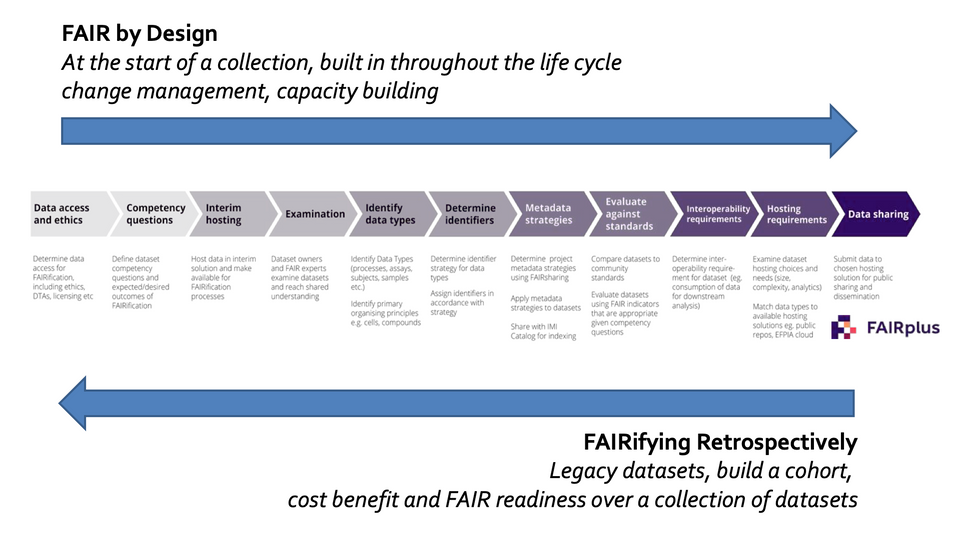 FAIR by Design
At the start of a collection, built in throughout the life cycle
change management, capacity building
Data access
and ethics
Competency
questions
Interim
hosting
Examination
Identify
data types
Determine
identifiers
Metadata
strategies
Evaluate
against
standards
Interoperability
requirements
Hosting
requirements
Data sharing
Determine data
access for
FAIRification,
including ethics,
DTAs, licensing etc
Define dataset
competency
questions and
expected/desired
outcomes of
FAIRification
Host data in interim
solution and make
available for
FAIRification
processes
Dataset owners
and FAIR experts
examine datasets
and reach shared
understanding
Identify Data Types
(processes, assays,
subjects, samples
etc.)
Identify primary
organising principles
e.g. cells, compounds
Determine identifier
strategy for data
types
Assign identifiers in
accordance with
strategy
Determine project
metadata strategies
using FAIRsharing
Apply metadata
strategies to datasets
Share with IMI
Catalog for indexing
Compare datasets to
community
standards
Evaluate datasets
using FAIR indicators
that are appropriate
given competency
questions
Determine inter-
operability require-
ment for dataset (eg.
consumption of data
for downstream
analysis)
Examine dataset
hosting choices and
needs (size,
complexity, analytics)
Match data types to
available hosting
solutions eg. public
repos, EFPIA cloud
Submit data to
chosen hosting
solution for public
sharing and
dissemination
FAIRplus
FAIRifying Retrospectively
Legacy datasets, build a cohort,
cost benefit and FAIR readiness over a collection of datasets